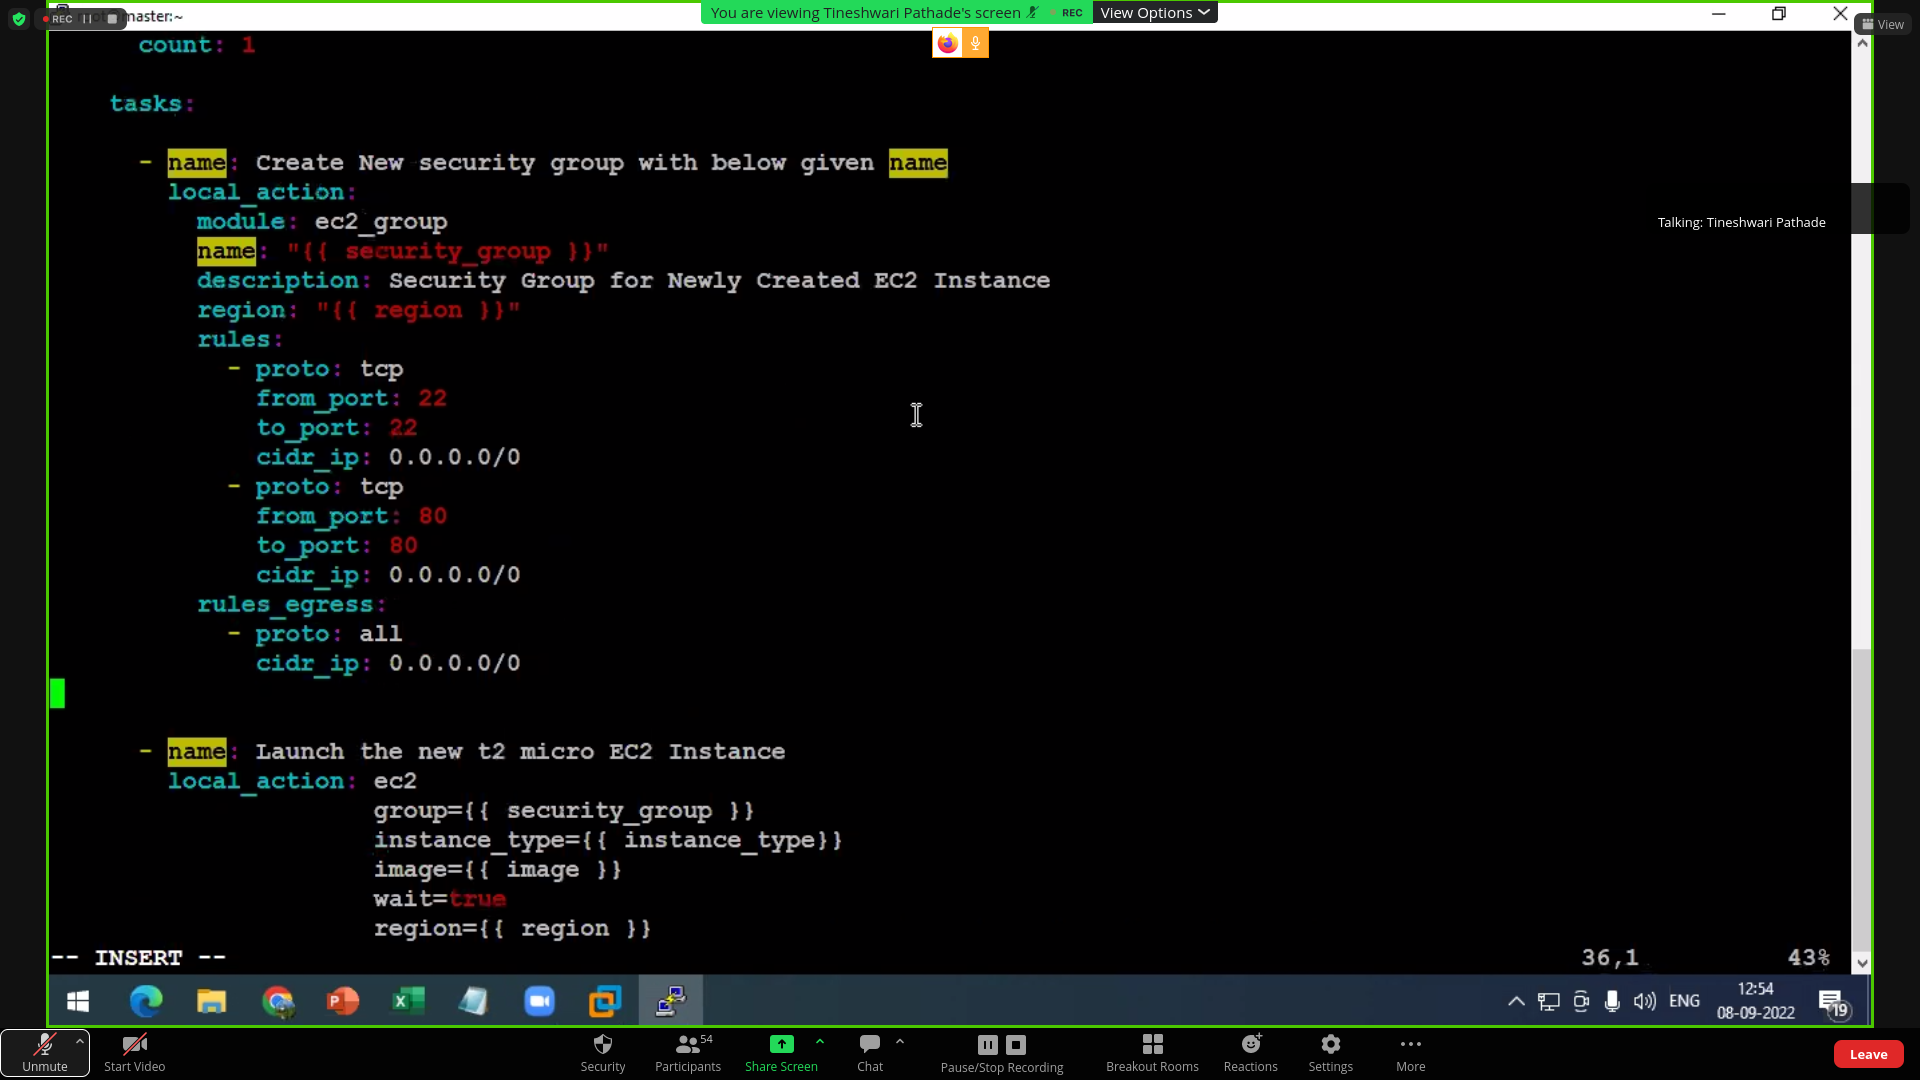 REC
master:~
You are viewing Tineshwari Pathade's screen
REC
View Options
View
count: 1
tasks:
- name: Create New security group with below given name
local_action:
module: ec2_group
name: "{{ security_group }}"
description: Security Group for Newly Created EC2 Instance
region: "{{ region }}"
rules:
- proto: tcp
from_port: 22
to_port: 22
cidr_ip: 0.0.0.0/0
- proto: tcp
from_port: 80
to_port: 80
cidr_ip: 0.0.0.0/0
rules_egress:
- proto: all
cidr_ip: 0.0.0.0/0
- name: Launch the new t2 micro EC2 Instance
local_action: ec2
group={{ security_group }}
instance_type={{ instance_type}}
image={{ image }}
wait=true
region={{ region }}
-- INSERT --
36,1
43%
Talking: Tineshwari Pathade
ENG
12:54
08-09-2022
19
Unmute
Start Video
Security
Participants
54
Share Screen
Chat
Pause/Stop Recording
Breakout Rooms
Reactions
Settings
More
Leave